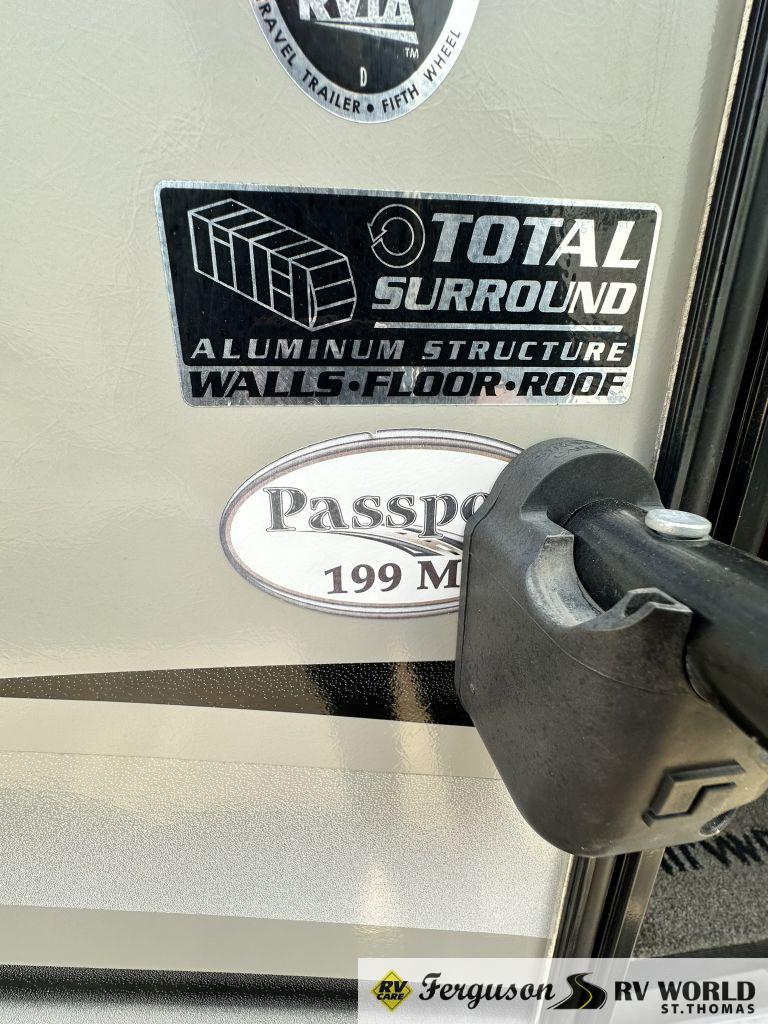 RVIA
TM
D
TRAVEL TRAILER • FIFTH WHEEL
TOTAL
SURROUND
ALUMINUM STRUCTURE
WALLS•FLOOR•ROOF
Passpo
199 M
RV
CARE
Ferguson
RV WORLD
ST.THOMAS